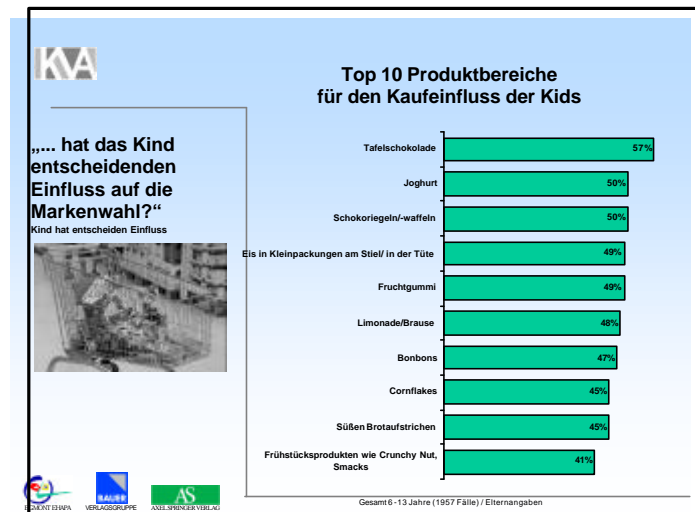 KVA
Top 10 Produktbereiche
für den Kaufeinfluss der Kids
„... hat das Kind
entscheidenden
Einfluss auf die
Markenwahl?“
Kind hat entscheiden Einfluss
Tafelschokolade 57%
Joghurt 50%
Schokoriegeln/-waffeln 50%
Eis in Kleinpackungen am Stiel/ in der Tüte 49%
Fruchtgummi 49%
Limonade/Brause 48%
Bonbons 47%
Cornflakes 45%
Süßen Brotaufstrichen 45%
Frühstücksprodukten wie Crunchy Nut,
Smacks 41%
EGMONT EHAPA
BAUER
VERLAGSGRUPPE
AS
AXEL SPRINGER VERLAG
Gesamt 6-13 Jahre (1957 Fälle) / Elternangaben